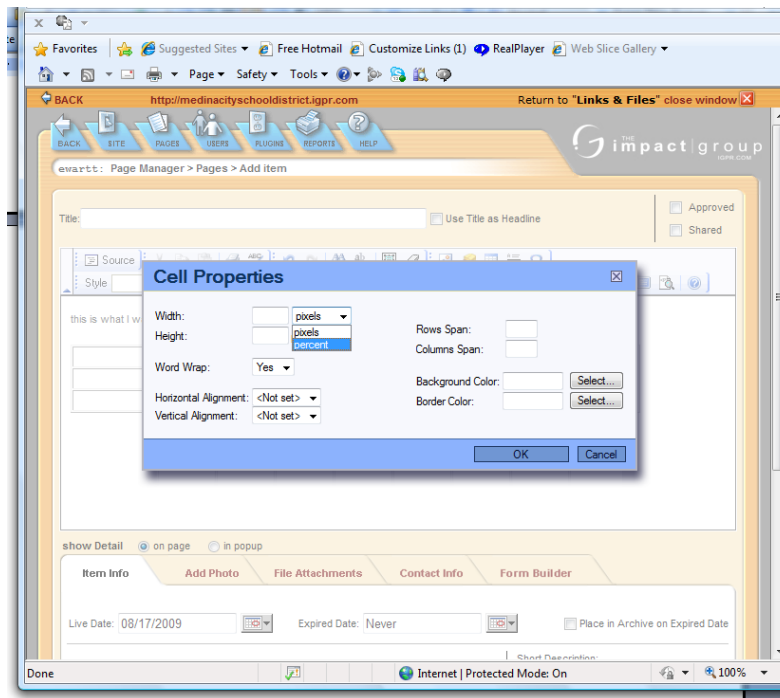 Favorites Suggested Sites Free Hotmail Customize Links (1) RealPlayer Web Slice Gallery
Page Safety Tools
BACK http://medinacityschooldistrict.igpr.com Return to "Links & Files" close window
BACK SITE PAGES USERS PLUGINS REPORTS HELP
THE
impact|group
IGPR.COM
ewartt: Page Manager > Pages > Add item
Title: Use Title as Headline
Approved
Shared
Source
Style
Cell Properties
this is what I w
Width: pixels
pixels
percent
Height:
Rows Span:
Columns Span:
Word Wrap: Yes
Background Color: Select...
Horizontal Alignment: <Not set>
Border Color: Select...
Vertical Alignment: <Not set>
OK Cancel
show Detail on page in popup
Item Info Add Photo File Attachments Contact Info Form Builder
Live Date: 08/17/2009 Expired Date: Never Place in Archive on Expired Date
Short Description:
Done Internet | Protected Mode: On 100%